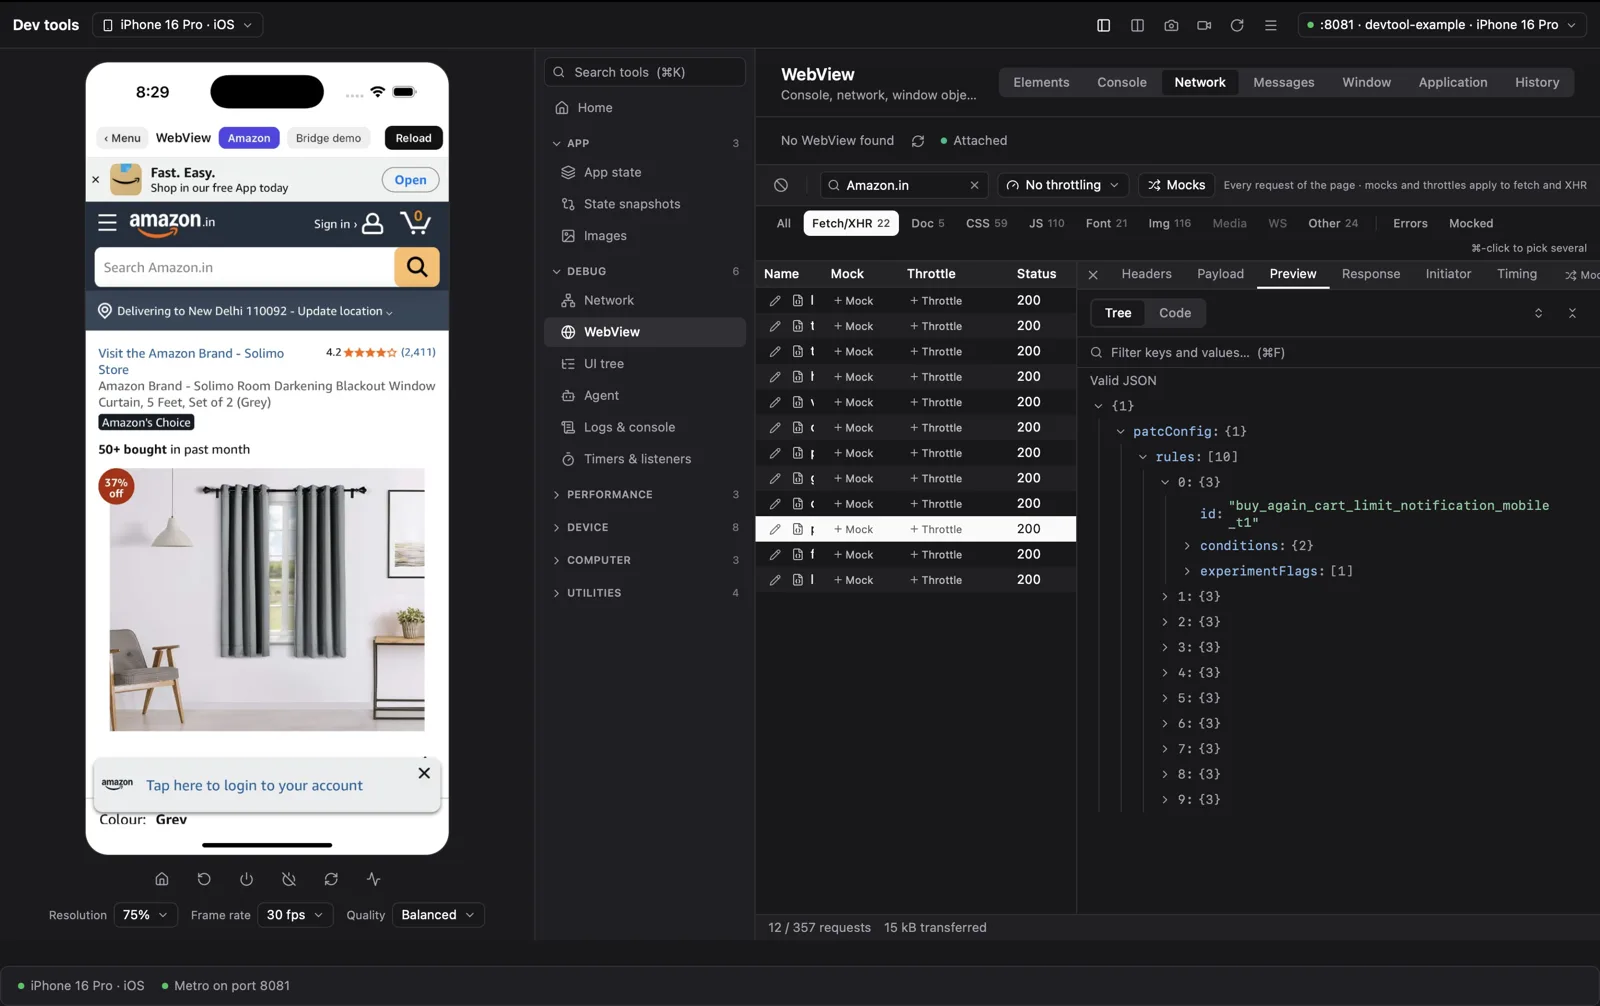 Dev tools
iPhone 16 Pro · iOS
:8081 · devtool-example · iPhone 16 Pro
8:29
‹ Menu
WebView
Amazon
Bridge demo
Reload
Fast. Easy.
Shop in our free App today
Open
amazon.in
Sign in ›
0
Search Amazon.in
Delivering to New Delhi 110092 - Update location
Visit the Amazon Brand - Solimo
Store
4.2
(2,411)
Amazon Brand - Solimo Room Darkening Blackout Window
Curtain, 5 Feet, Set of 2 (Grey)
Amazon's Choice
50+ bought in past month
37%
off
amazon
Tap here to login to your account
Colour: Grey
Resolution
75%
Frame rate
30 fps
Quality
Balanced
Search tools (⌘K)
Home
APP 3
App state
State snapshots
Images
DEBUG 6
Network
WebView
UI tree
Agent
Logs & console
Timers & listeners
PERFORMANCE 3
DEVICE 8
COMPUTER 3
UTILITIES 4
WebView
Console, network, window obje...
Elements
Console
Network
Messages
Window
Application
History
No WebView found
Attached
Amazon.in
No throttling
Mocks
Every request of the page · mocks and throttles apply to fetch and XHR
All
Fetch/XHR 22
Doc 5
CSS 59
JS 110
Font 21
Img 116
Media
WS
Other 24
Errors
Mocked
⌘-click to pick several
Name Mock Throttle Status
+ Mock + Throttle 200
+ Mock + Throttle 200
+ Mock + Throttle 200
+ Mock + Throttle 200
+ Mock + Throttle 200
+ Mock + Throttle 200
+ Mock + Throttle 200
+ Mock + Throttle 200
+ Mock + Throttle 200
+ Mock + Throttle 200
+ Mock + Throttle 200
+ Mock + Throttle 200
Headers
Payload
Preview
Response
Initiator
Timing
Moc
Tree
Code
Filter keys and values... (⌘F)
Valid JSON
{1}
patcConfig: {1}
rules: [10]
0: {3}
id: "buy_again_cart_limit_notification_mobile
_t1"
conditions: {2}
experimentFlags: [1]
1: {3}
2: {3}
3: {3}
4: {3}
5: {3}
6: {3}
7: {3}
8: {3}
9: {3}
12 / 357 requests
15 kB transferred
iPhone 16 Pro · iOS
Metro on port 8081